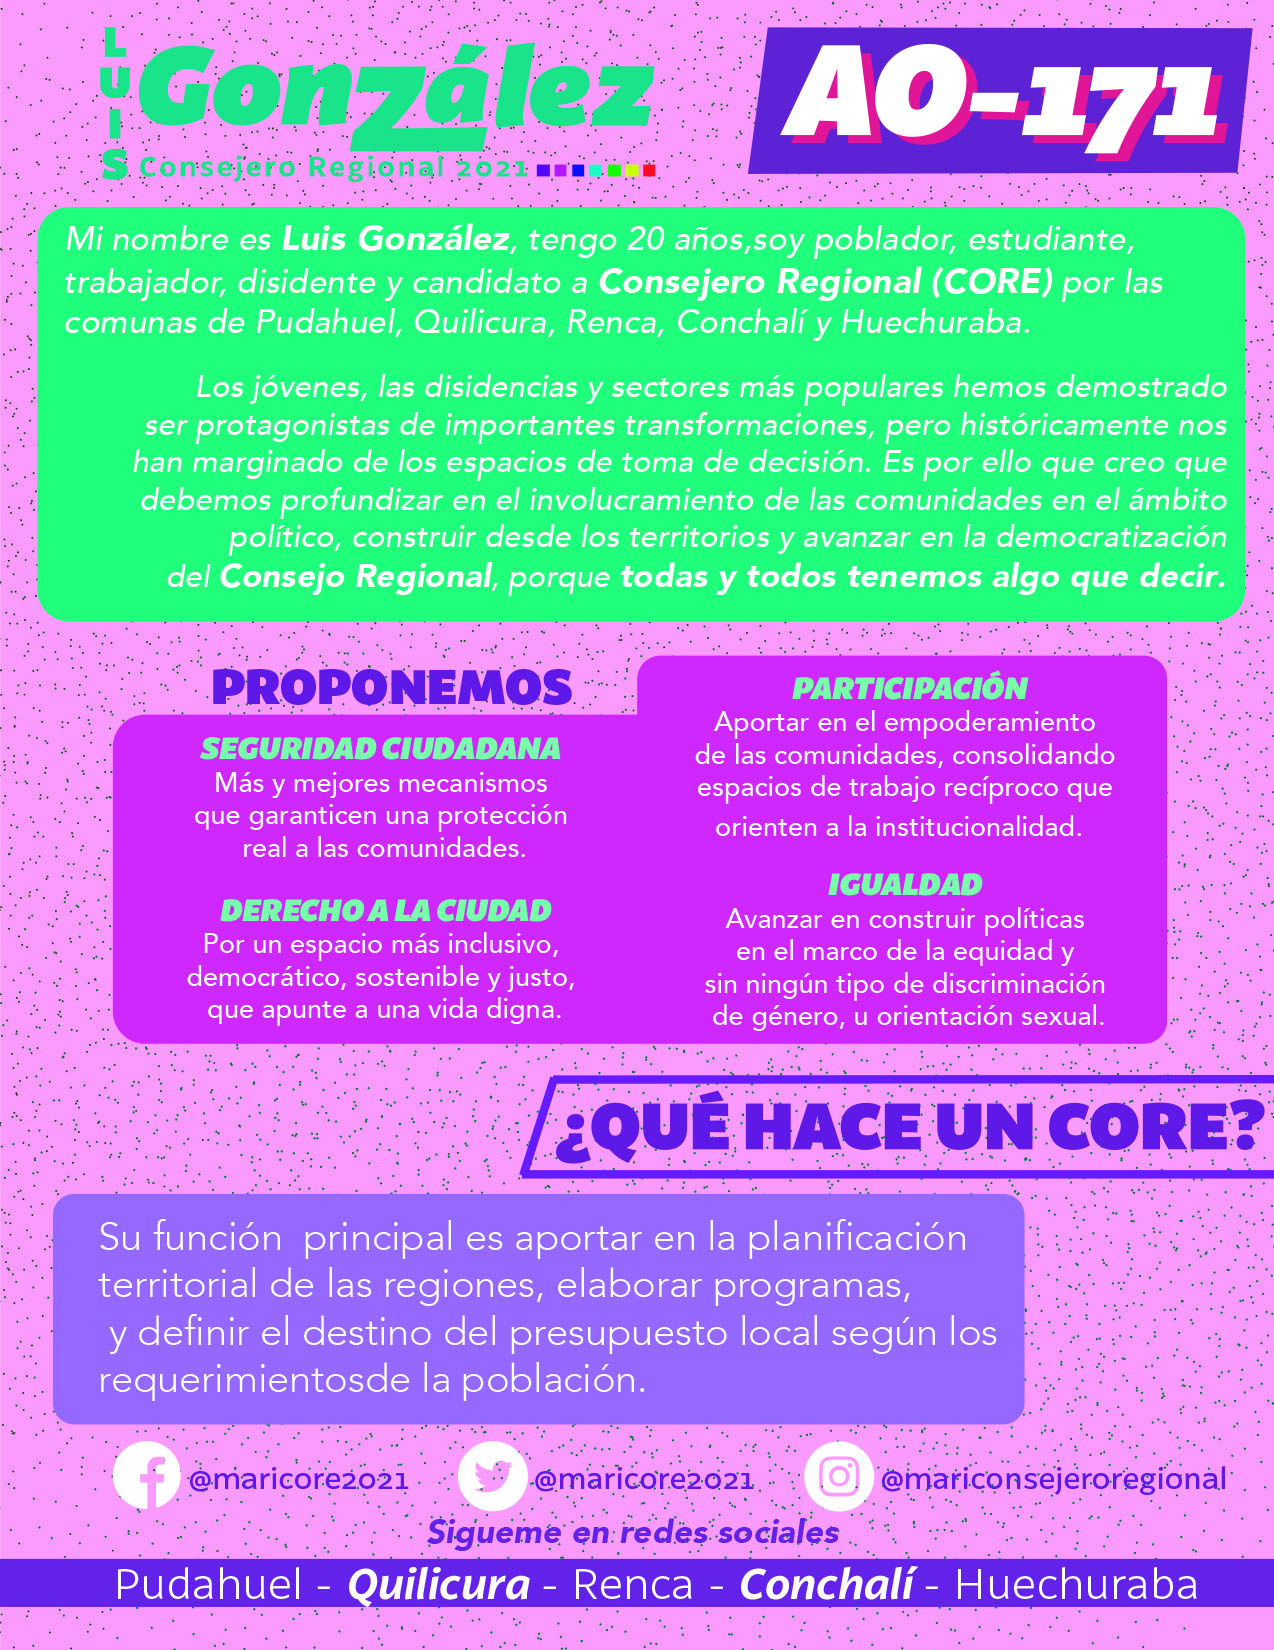 LUIS
González
Consejero Regional 2021
AO-171
Mi nombre es Luis González, tengo 20 años,soy poblador, estudiante,
trabajador, disidente y candidato a Consejero Regional (CORE) por las
comunas de Pudahuel, Quilicura, Renca, Conchalí y Huechuraba.
Los jóvenes, las disidencias y sectores más populares hemos demostrado
ser protagonistas de importantes transformaciones, pero históricamente nos
han marginado de los espacios de toma de decisión. Es por ello que creo que
debemos profundizar en el involucramiento de las comunidades en el ámbito
político, construir desde los territorios y avanzar en la democratización
del Consejo Regional, porque todas y todos tenemos algo que decir.
PROPONEMOS
SEGURIDAD CIUDADANA
Más y mejores mecanismos
que garanticen una protección
real a las comunidades.
DERECHO A LA CIUDAD
Por un espacio más inclusivo,
democrático, sostenible y justo,
que apunte a una vida digna.
PARTICIPACIÓN
Aportar en el empoderamiento
de las comunidades, consolidando
espacios de trabajo recíproco que
orienten a la institucionalidad.
IGUALDAD
Avanzar en construir políticas
en el marco de la equidad y
sin ningún tipo de discriminación
de género, u orientación sexual.
¿QUÉ HACE UN CORE?
Su función principal es aportar en la planificación
territorial de las regiones, elaborar programas,
y definir el destino del presupuesto local según los
requerimientosde la población.
@maricore2021 @maricore2021 @mariconsejeroregional
Sigueme en redes sociales
Pudahuel - Quilicura - Renca - Conchalí - Huechuraba